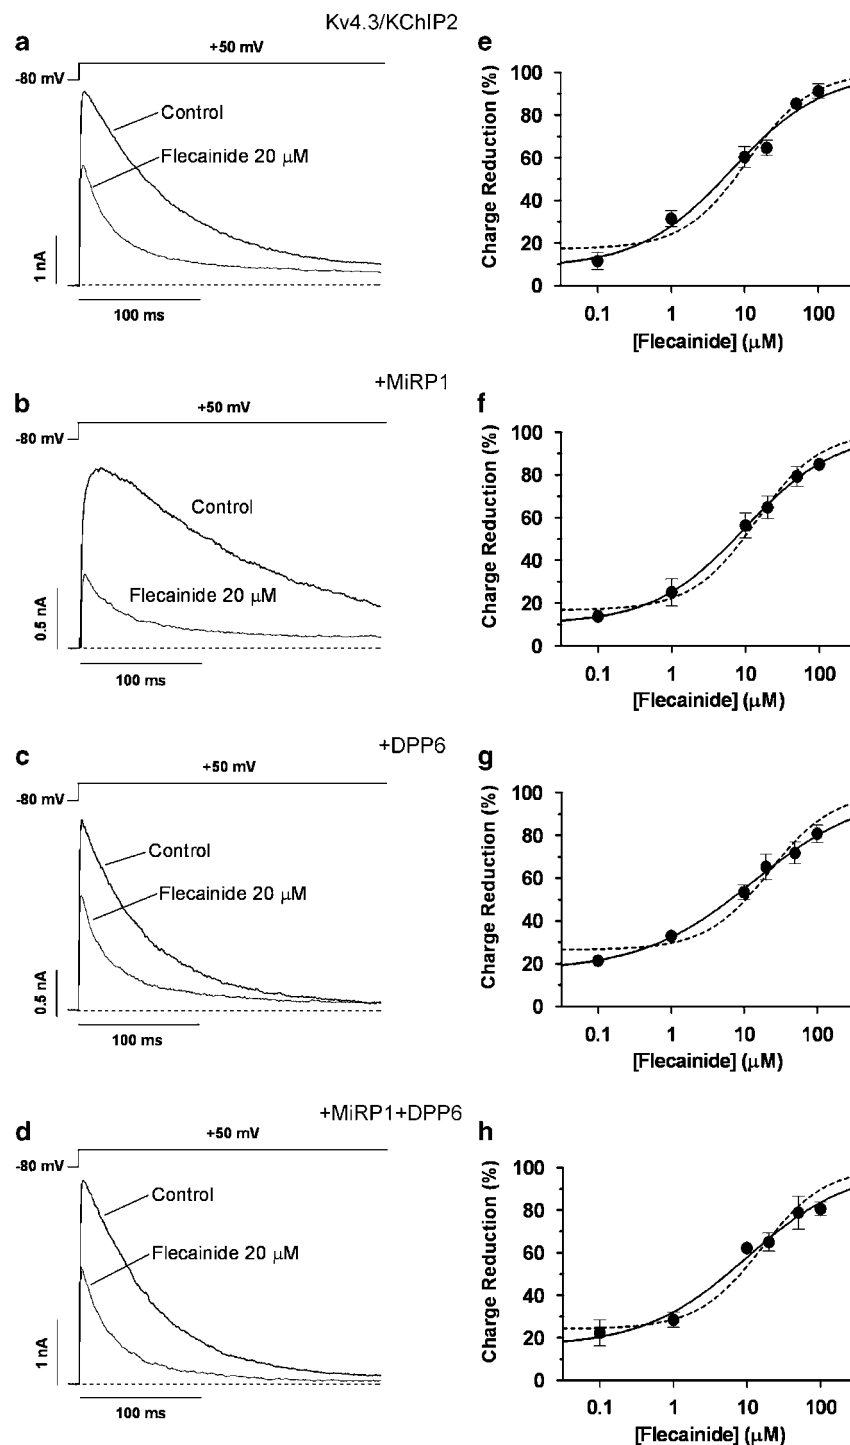 Kv4.3/KChIP2
a
+50 mV
-80 mV
Control
Flecainide 20 μM
1 nA
100 ms
e
Charge Reduction (%)
100
80
60
40
20
0
0.1 1 10 100
[Flecainide] (μM)
+MiRP1
b
+50 mV
-80 mV
Control
Flecainide 20 μM
0.5 nA
100 ms
f
Charge Reduction (%)
100
80
60
40
20
0
0.1 1 10 100
[Flecainide] (μM)
+DPP6
c
+50 mV
-80 mV
Control
Flecainide 20 μM
0.5 nA
100 ms
g
Charge Reduction (%)
100
80
60
40
20
0
0.1 1 10 100
[Flecainide] (μM)
+MiRP1+DPP6
d
+50 mV
-80 mV
Control
Flecainide 20 μM
1 nA
100 ms
h
Charge Reduction (%)
100
80
60
40
20
0
0.1 1 10 100
[Flecainide] (μM)